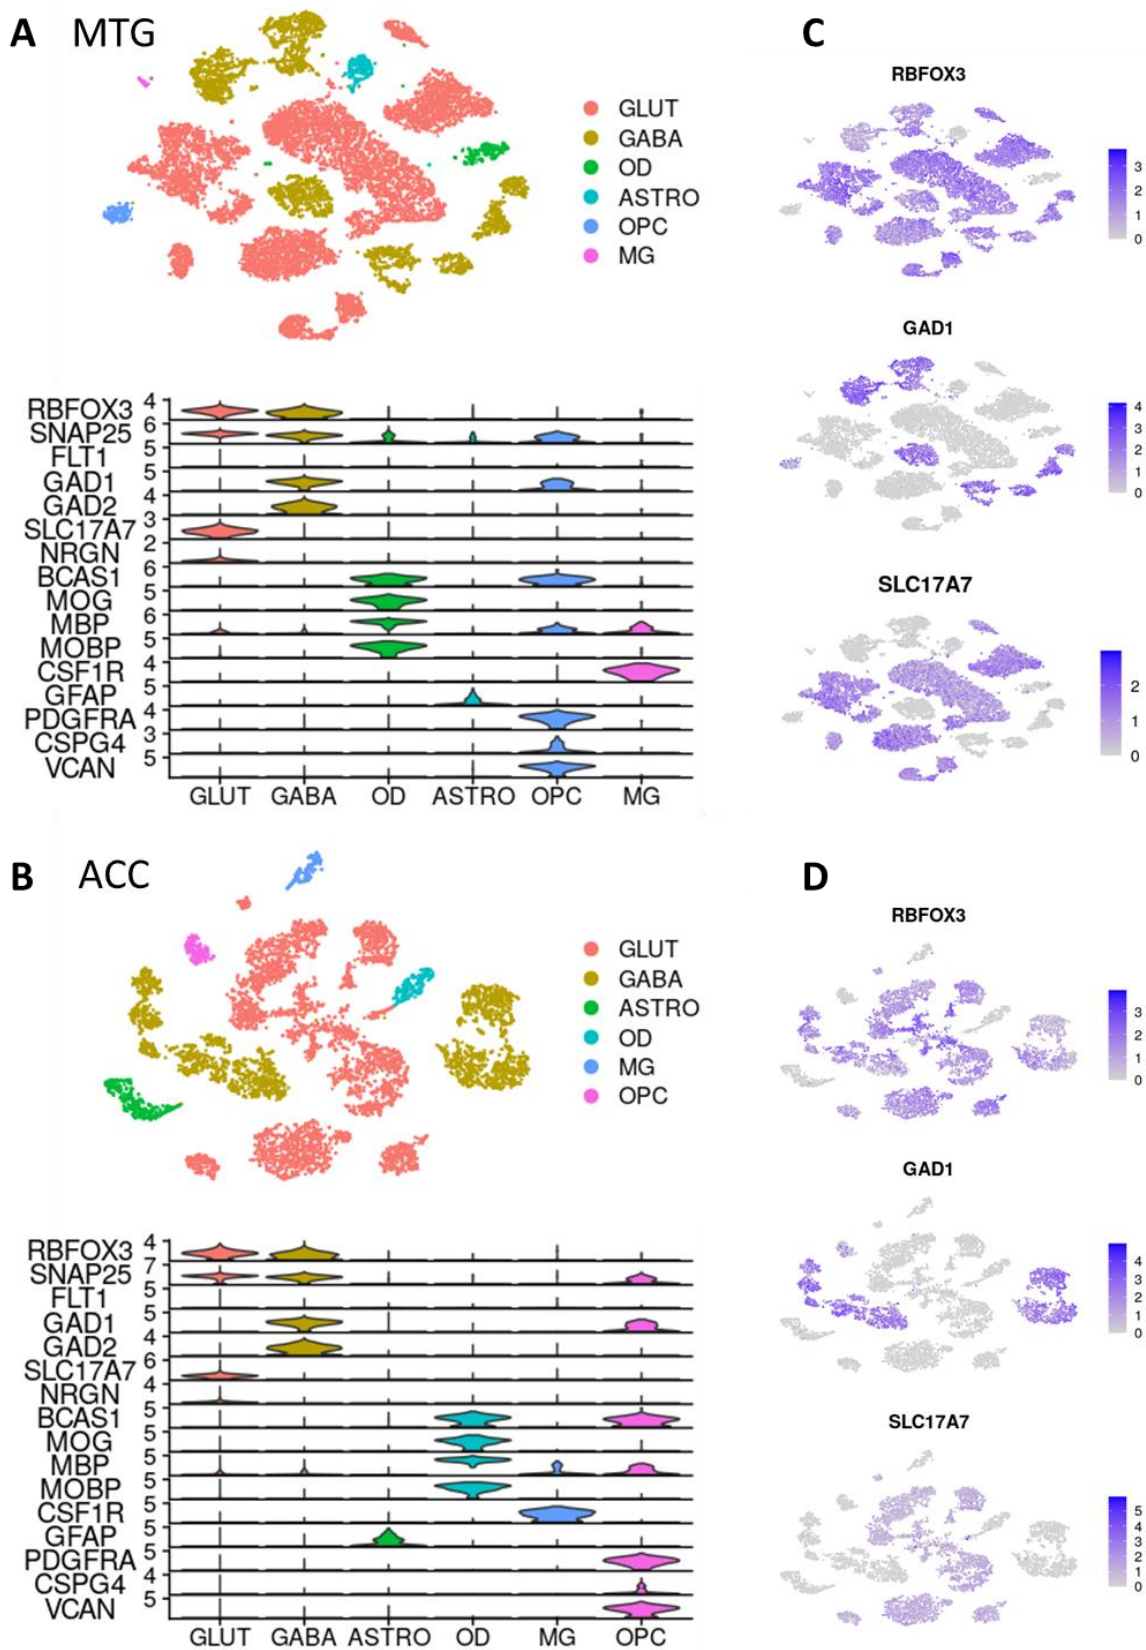 A MTG
GLUT
GABA
OD
ASTRO
OPC
MG
RBFOX3 4
SNAP25 6
FLT1 5
GAD1 5
GAD2 4
SLC17A7 3
NRGN 2
BCAS1 6
MOG 5
MBP 6
MOBP 5
CSF1R 4
GFAP 5
PDGFRA 4
CSPG4 3
VCAN 5
GLUT GABA OD ASTRO OPC MG
C
RBFOX3
3
2
1
0
GAD1
4
3
2
1
0
SLC17A7
2
1
0
B ACC
GLUT
GABA
ASTRO
OD
MG
OPC
RBFOX3 4
SNAP25 7
FLT1 5
GAD1 5
GAD2 4
SLC17A7 6
NRGN 4
BCAS1 5
MOG 5
MBP 5
MOBP 5
CSF1R 5
GFAP 5
PDGFRA 5
CSPG4 4
VCAN 5
GLUT GABA ASTRO OD MG OPC
D
RBFOX3
3
2
1
0
GAD1
4
3
2
1
0
SLC17A7
5
4
3
2
1
0